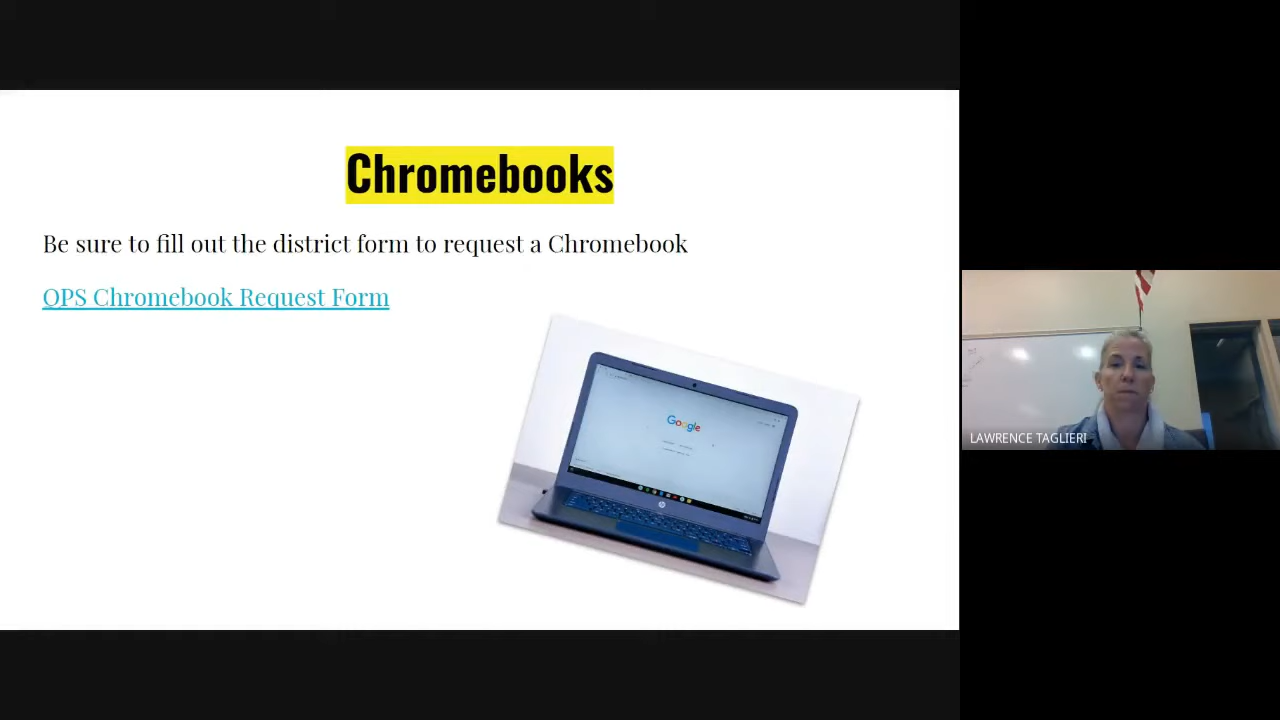 Chromebooks
Be sure to fill out the district form to request a Chromebook
OPS Chromebook Request Form
Google
LAWRENCE TAGLIERI